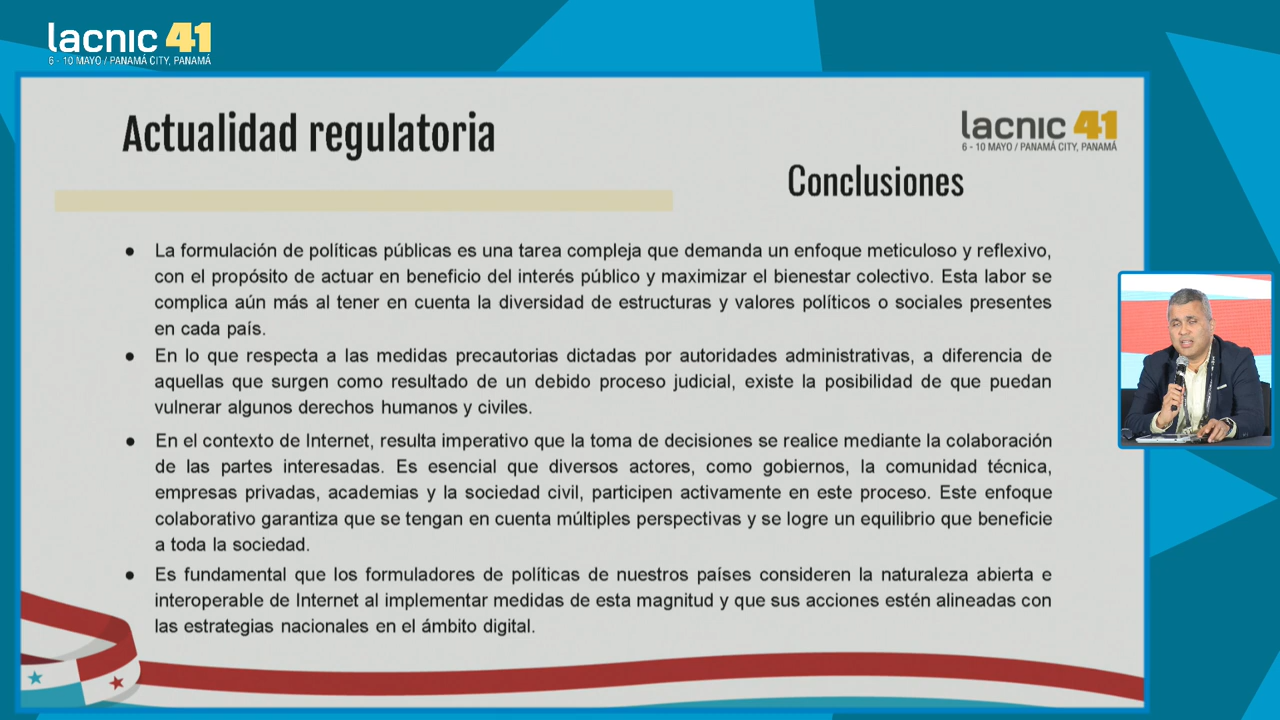 lacnic 41
6 - 10 MAYO / PANAMÁ CITY, PANAMÁ
Actualidad regulatoria
lacnic 41
6 - 10 MAYO / PANAMÁ CITY, PANAMÁ
Conclusiones
● La formulación de políticas públicas es una tarea compleja que demanda un enfoque meticuloso y reflexivo,
con el propósito de actuar en beneficio del interés público y maximizar el bienestar colectivo. Esta labor se
complica aún más al tener en cuenta la diversidad de estructuras y valores políticos o sociales presentes
en cada país.
● En lo que respecta a las medidas precautorias dictadas por autoridades administrativas, a diferencia de
aquellas que surgen como resultado de un debido proceso judicial, existe la posibilidad de que puedan
vulnerar algunos derechos humanos y civiles.
● En el contexto de Internet, resulta imperativo que la toma de decisiones se realice mediante la colaboración
de las partes interesadas. Es esencial que diversos actores, como gobiernos, la comunidad técnica,
empresas privadas, academias y la sociedad civil, participen activamente en este proceso. Este enfoque
colaborativo garantiza que se tengan en cuenta múltiples perspectivas y se logre un equilibrio que beneficie
a toda la sociedad.
● Es fundamental que los formuladores de políticas de nuestros países consideren la naturaleza abierta e
interoperable de Internet al implementar medidas de esta magnitud y que sus acciones estén alineadas con
las estrategias nacionales en el ámbito digital.